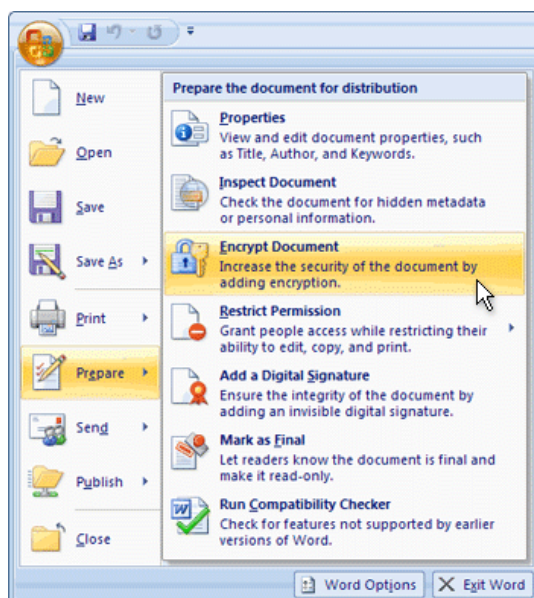 New
Open
Save
Save As
Print
Prepare
Send
Publish
Close
Prepare the document for distribution
Properties
View and edit document properties, such
as Title, Author, and Keywords.
Inspect Document
Check the document for hidden metadata
or personal information.
Encrypt Document
Increase the security of the document by
adding encryption.
Restrict Permission
Grant people access while restricting their
ability to edit, copy, and print.
Add a Digital Signature
Ensure the integrity of the document by
adding an invisible digital signature.
Mark as Final
Let readers know the document is final and
make it read-only.
Run Compatibility Checker
Check for features not supported by earlier
versions of Word.
Word Options
Exit Word